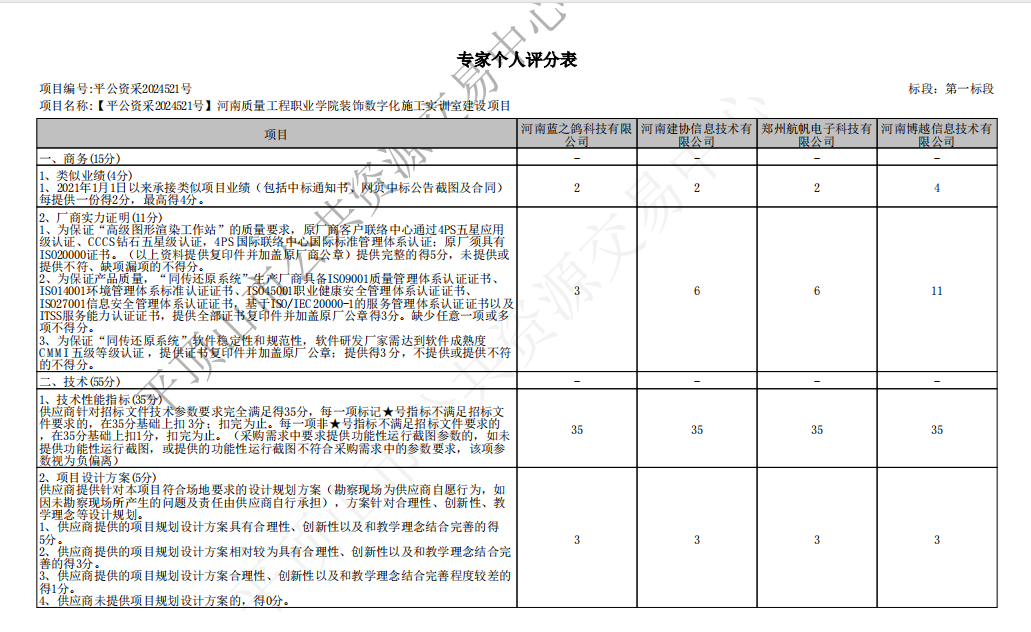 专家个人评分表
项目编号:平公资采2024521号
标段：第一标段
项目名称:【平公资采2024521号】河南质量工程职业学院装饰数字化施工实训室建设项目
项目 河南蓝之鸽科技有限公司 河南建协信息技术有限公司 郑州航帆电子科技有限公司 河南博越信息技术有限公司
一、商务(15分) - - - -
1、类似业绩(4分)
1、2021年1月1日以来承接类似项目业绩（包括中标通知书、网页中标公告截图及合同）
每提供一份得2分，最高得4分。
2 2 2 4
2、厂商实力证明(11分)
1、为保证“高级图形渲染工作站”的质量要求，原厂商客户联络中心通过4PS五星应用
级认证、CCCS钻石五星级认证，4PS国际联络中心国际标准管理体系认证；原厂须具有
ISO20000证书。（以上资料提供复印件并加盖原厂商公章）提供完整的得5分，未提供或
提供不符、缺项漏项的不得分。
2、为保证产品质量，“同传还原系统”生产厂商具备ISO9001质量管理体系认证证书、
ISO14001环境管理体系标准认证证书、ISO45001职业健康安全管理体系认证证书、
ISO27001信息安全管理体系认证证书，基于ISO/IEC20000-1的服务管理体系认证证书以及
ITSS服务能力认证证书，提供全部证书复印件并加盖原厂公章得3分。缺少任意一项或多
项不得分。
3、为保证“同传还原系统”软件稳定性和规范性，软件研发厂家需达到软件成熟度
CMMI五级等级认证，提供证书复印件并加盖原厂公章；提供得3分，不提供或提供不符
的不得分。
3 6 6 11
二、技术(55分) - - - -
1、技术性能指标(35分)
供应商针对招标文件技术参数要求完全满足得35分，每一项标记★号指标不满足招标文
件要求的，在35分基础上扣3分；扣完为止。每一项非★号指标不满足招标文件要求的
，在35分基础上扣1分，扣完为止。（采购需求中要求提供功能性运行截图参数的，如未
提供功能性运行截图，或提供的功能性运行截图不符合采购需求中的参数要求，该项参
数视为负偏离）
35 35 35 35
2、项目设计方案(5分)
供应商提供针对本项目符合场地要求的设计规划方案（勘察现场为供应商自愿行为，如
因未勘察现场所产生的问题及责任由供应商自行承担），方案针对合理性、创新性、教
学理念等设计规划。
1、供应商提供的项目规划设计方案具有合理性、创新性以及和教学理念结合完善的得
5分。
2、供应商提供的项目规划设计方案相对较为具有合理性、创新性以及和教学理念结合完
善的得3分。
3、供应商提供的项目规划设计方案合理性、创新性以及和教学理念结合完善程度较差的
得1分。
4、供应商未提供项目规划设计方案的，得0分。
3 3 3 3
平顶山市公共资源交易中心
平顶山市公共资源交易中心